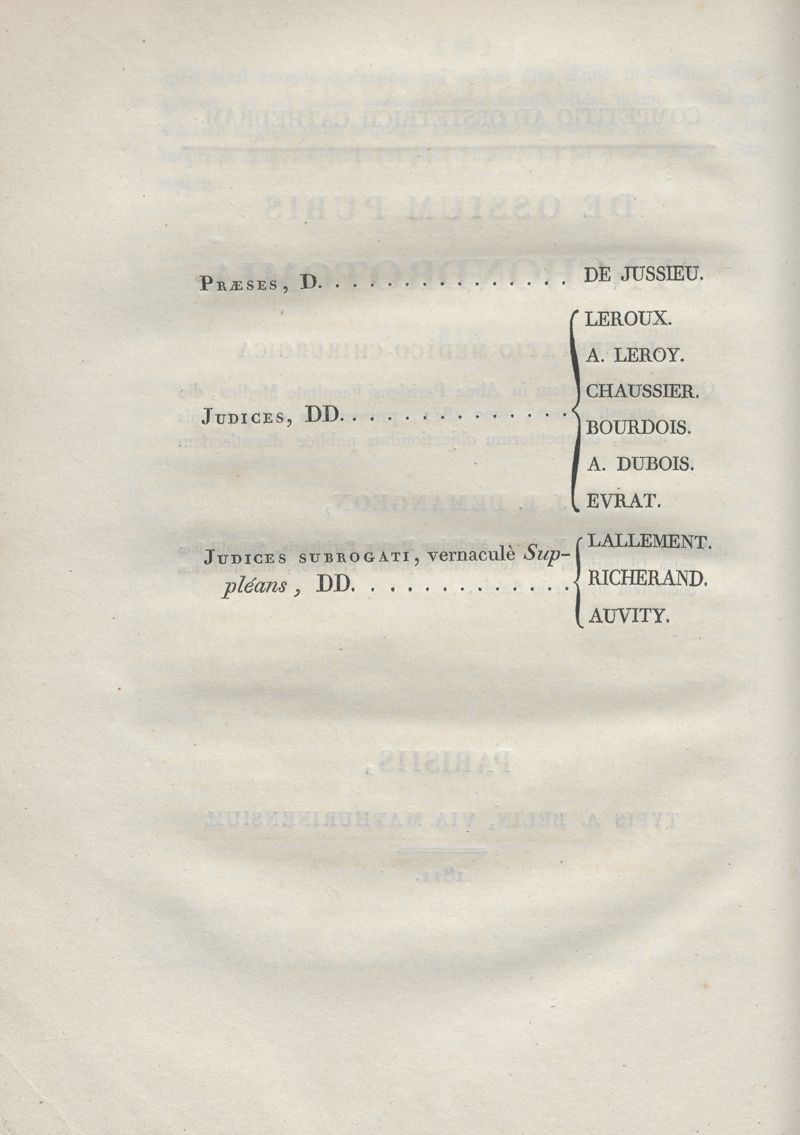 PRÆSES, D. . . . . . . . . . . . . . . . DE JUSSIEU.
JUDICES, DD. . . . . . . . . . . . . .
LEROUX.
A. LEROY.
CHAUSSIER.
BOURDOIS.
A. DUBOIS.
EVRAT.
JUDICES SUBROGATI, vernaculè Sup-
pléans, DD. . . . . . . . . . . . .
LALLEMENT.
RICHERAND.
AUVITY.